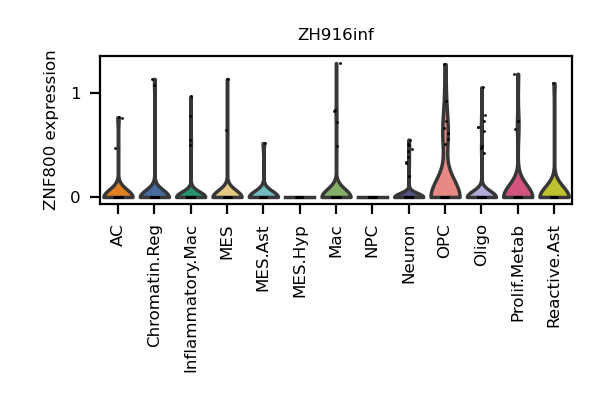 ZH916inf
ZNF800 expression
1
0
AC
Chromatin.Reg
Inflammatory.Mac
MES
MES.Ast
MES.Hyp
Mac
NPC
Neuron
OPC
Oligo
Prolif.Metab
Reactive.Ast